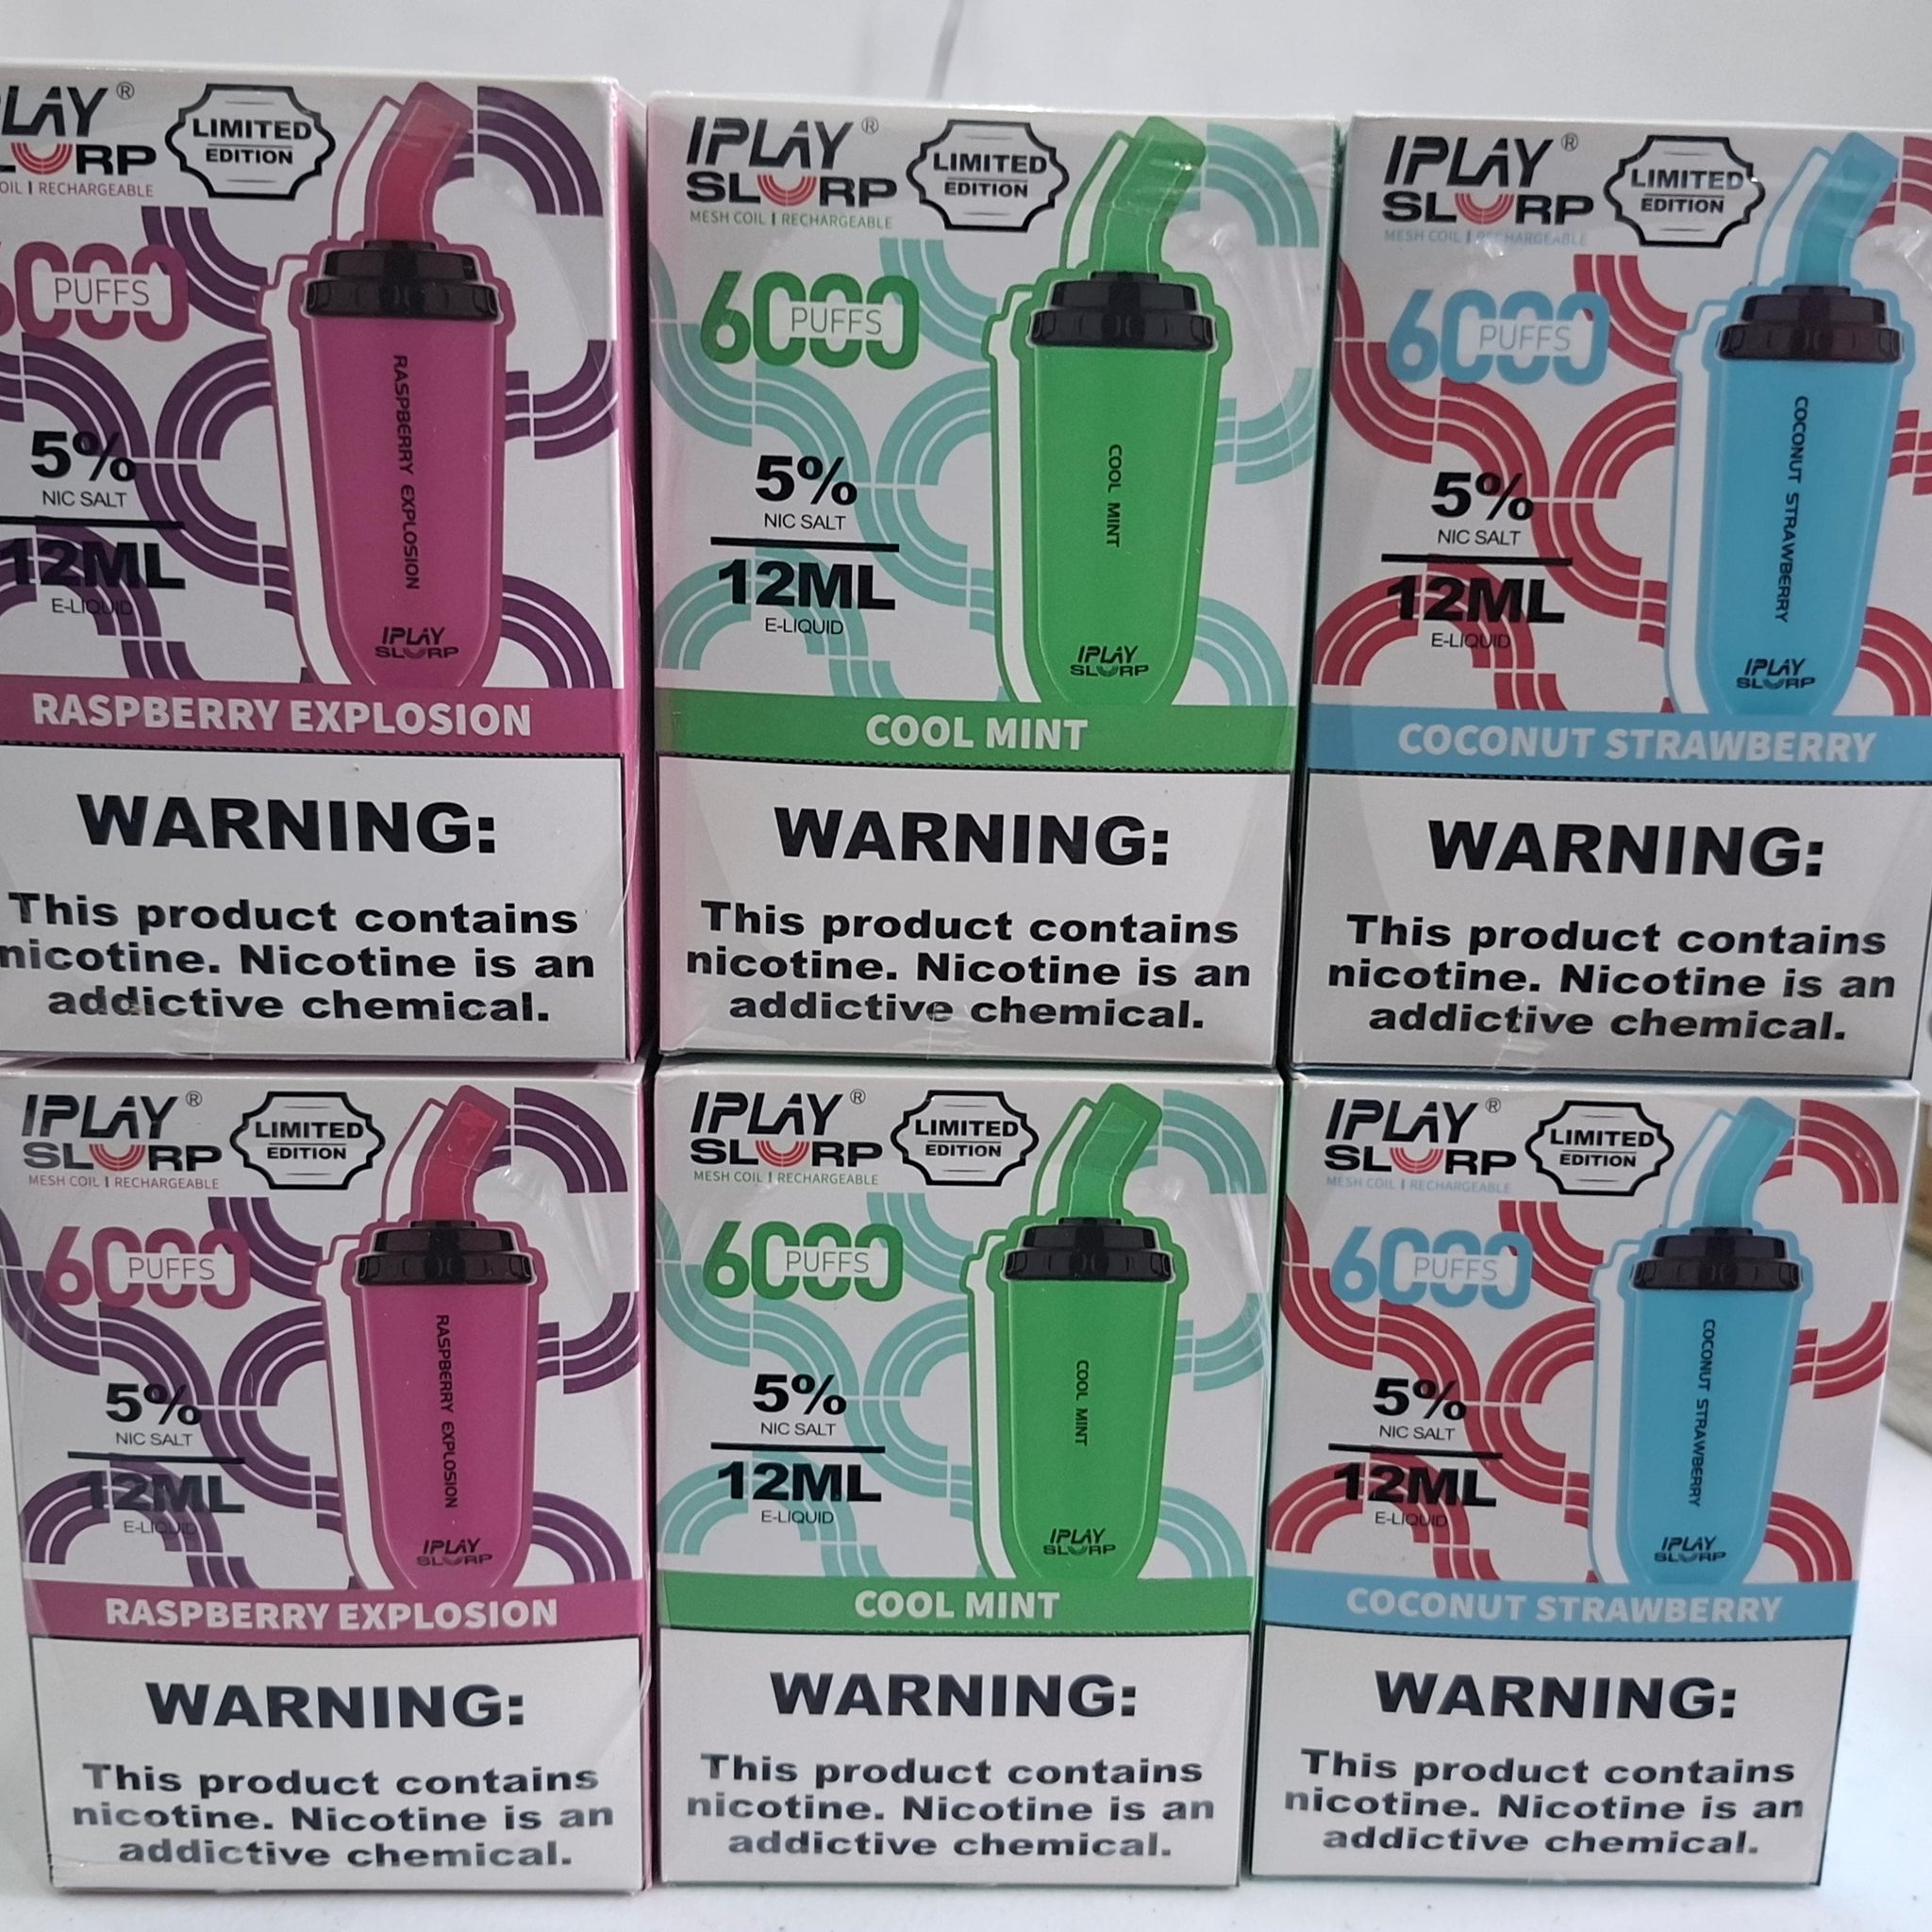 LAY ®
LURP
OIL | RECHARGEABLE
LIMITED
EDITION
6000
PUFFS
5%
NIC SALT
12ML
E-LIQUID
RASPBERRY EXPLOSION
IPLAY
SLURP
RASPBERRY EXPLOSION
WARNING:
This product contains
nicotine. Nicotine is an
addictive chemical.
IPLAY ®
SLURP
MESH COIL | RECHARGEABLE
LIMITED
EDITION
6000
PUFFS
5%
NIC SALT
12ML
E-LIQUID
COOL MINT
IPLAY
SLURP
COOL MINT
WARNING:
This product contains
nicotine. Nicotine is an
addictive chemical.
IPLAY ®
SLURP
MESH COIL | RECHARGEABLE
LIMITED
EDITION
6000
PUFFS
5%
NIC SALT
12ML
E-LIQUID
COCONUT STRAWBERRY
IPLAY
SLURP
COCONUT STRAWBERRY
WARNING:
This product contains
nicotine. Nicotine is an
addictive chemical.
IPLAY ®
SLURP
MESH COIL | RECHARGEABLE
LIMITED
EDITION
6000
PUFFS
5%
NIC SALT
12ML
E-LIQUID
RASPBERRY EXPLOSION
IPLAY
SLURP
RASPBERRY EXPLOSION
WARNING:
This product contains
nicotine. Nicotine is an
addictive chemical.
IPLAY ®
SLURP
MESH COIL | RECHARGEABLE
LIMITED
EDITION
6000
PUFFS
5%
NIC SALT
12ML
E-LIQUID
COOL MINT
IPLAY
SLURP
COOL MINT
WARNING:
This product contains
nicotine. Nicotine is an
addictive chemical.
IPLAY ®
SLURP
MESH COIL | RECHARGEABLE
LIMITED
EDITION
6000
PUFFS
5%
NIC SALT
12ML
E-LIQUID
COCONUT STRAWBERRY
IPLAY
SLURP
COCONUT STRAWBERRY
WARNING:
This product contains
nicotine. Nicotine is an
addictive chemical.